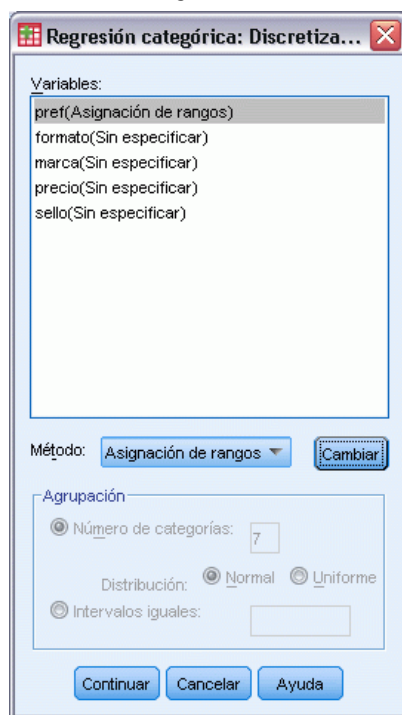 Regresión categórica: Discretiza...
Variables:
pref(Asignación de rangos)
formato(Sin especificar)
marca(Sin especificar)
precio(Sin especificar)
sello(Sin especificar)
Método: Asignación de rangos Cambiar
Agrupación
Número de categorías: 7
Distribución: Normal Uniforme
Intervalos iguales:
Continuar Cancelar Ayuda